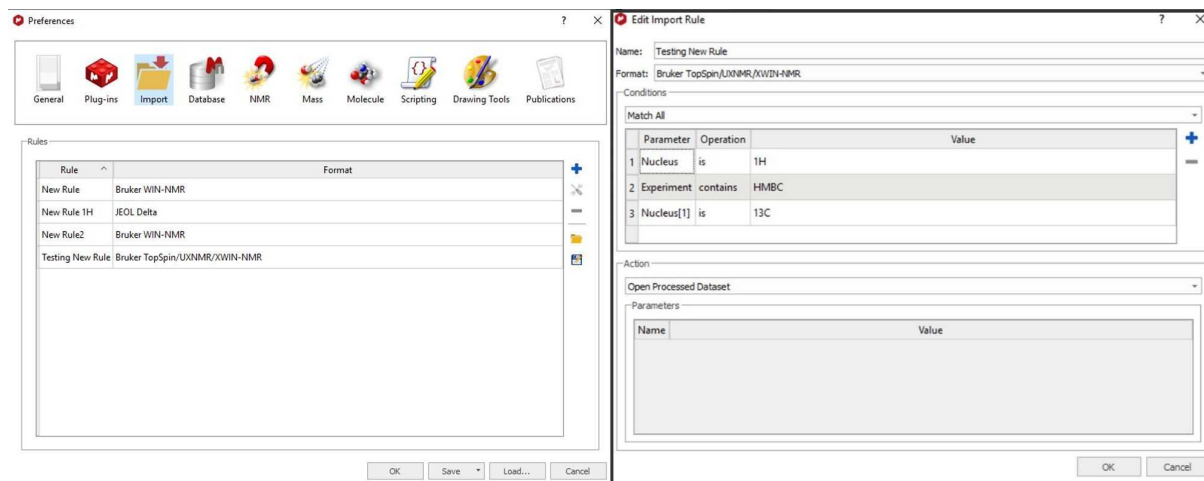 Preferences
? ×
General Plug-ins Import Database NMR Mass Molecule Scripting Drawing Tools Publications
Rules
Rule Format
New Rule Bruker WIN-NMR
New Rule 1H JEOL Delta
New Rule2 Bruker WIN-NMR
Testing New Rule Bruker TopSpin/UXNMR/XWIN-NMR
OK Save Load... Cancel
Edit Import Rule
? ×
Name: Testing New Rule
Format: Bruker TopSpin/UXNMR/XWIN-NMR
Conditions
Match All
Parameter Operation Value
1 Nucleus is 1H
2 Experiment contains HMBC
3 Nucleus[1] is 13C
Action
Open Processed Dataset
Parameters
Name Value
OK Cancel